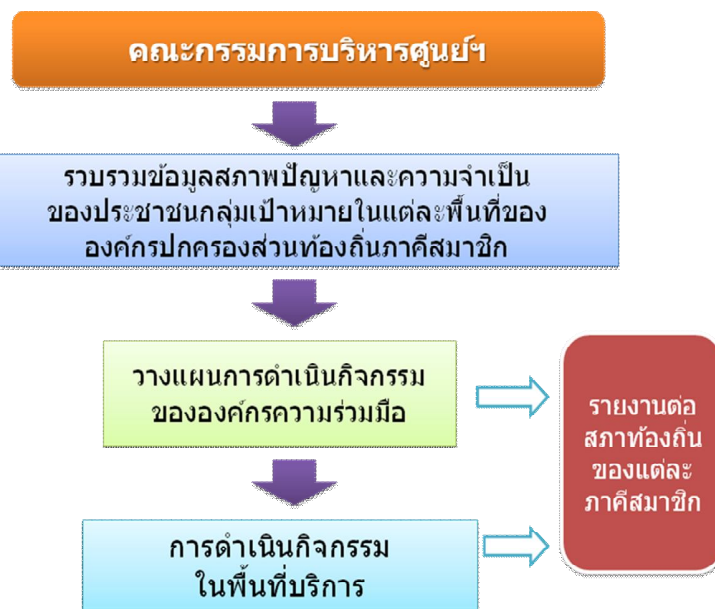 คณะกรรมการบริหารศูนย์ฯ
รวบรวมข้อมูลสภาพปัญหาและความจำเป็น
ของประชาชนกลุ่มเป้าหมายในแต่ละพื้นที่ของ
องค์กรปกครองส่วนท้องถิ่นภาคีสมาชิก
วางแผนการดำเนินกิจกรรม
ขององค์กรความร่วมมือ
รายงานต่อ
สภาท้องถิ่น
ของแต่ละ
ภาคีสมาชิก
การดำเนินกิจกรรม
ในพื้นที่บริการ